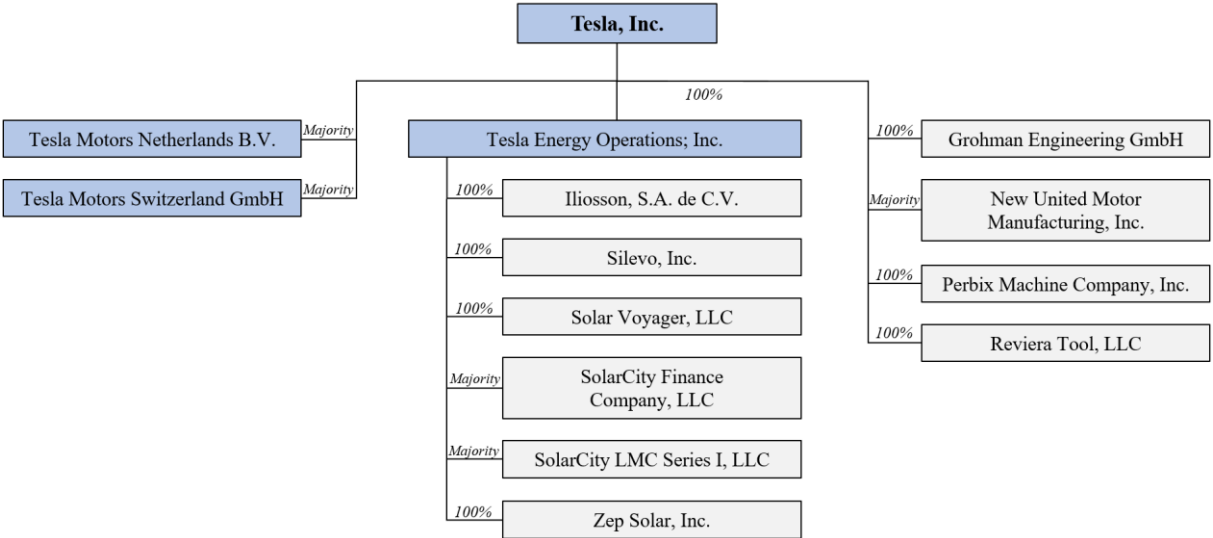 Tesla, Inc.
100%
Majority
Tesla Motors Netherlands B.V.
Majority
Tesla Motors Switzerland GmbH
Tesla Energy Operations; Inc.
100%
Iliosson, S.A. de C.V.
100%
Silevo, Inc.
100%
Solar Voyager, LLC
Majority
SolarCity Finance
Company, LLC
Majority
SolarCity LMC Series I, LLC
100%
Zep Solar, Inc.
100%
Grohman Engineering GmbH
Majority
New United Motor
Manufacturing, Inc.
100%
Perbix Machine Company, Inc.
100%
Reviera Tool, LLC